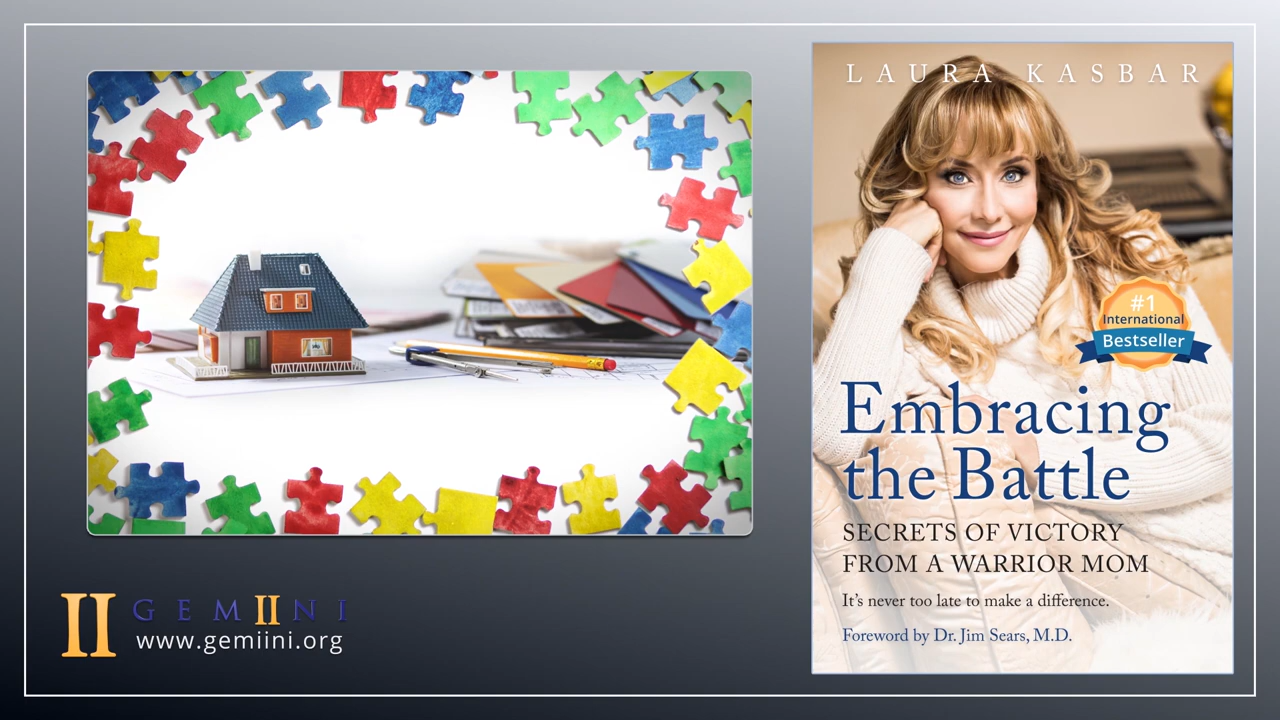 LAURA KASBAR
#1
International
Bestseller
Embracing
the Battle
SECRETS OF VICTORY
FROM A WARRIOR MOM
It's never too late to make a difference.
Foreword by Dr. Jim Sears, M.D.
II GEMIINI
www.gemiini.org